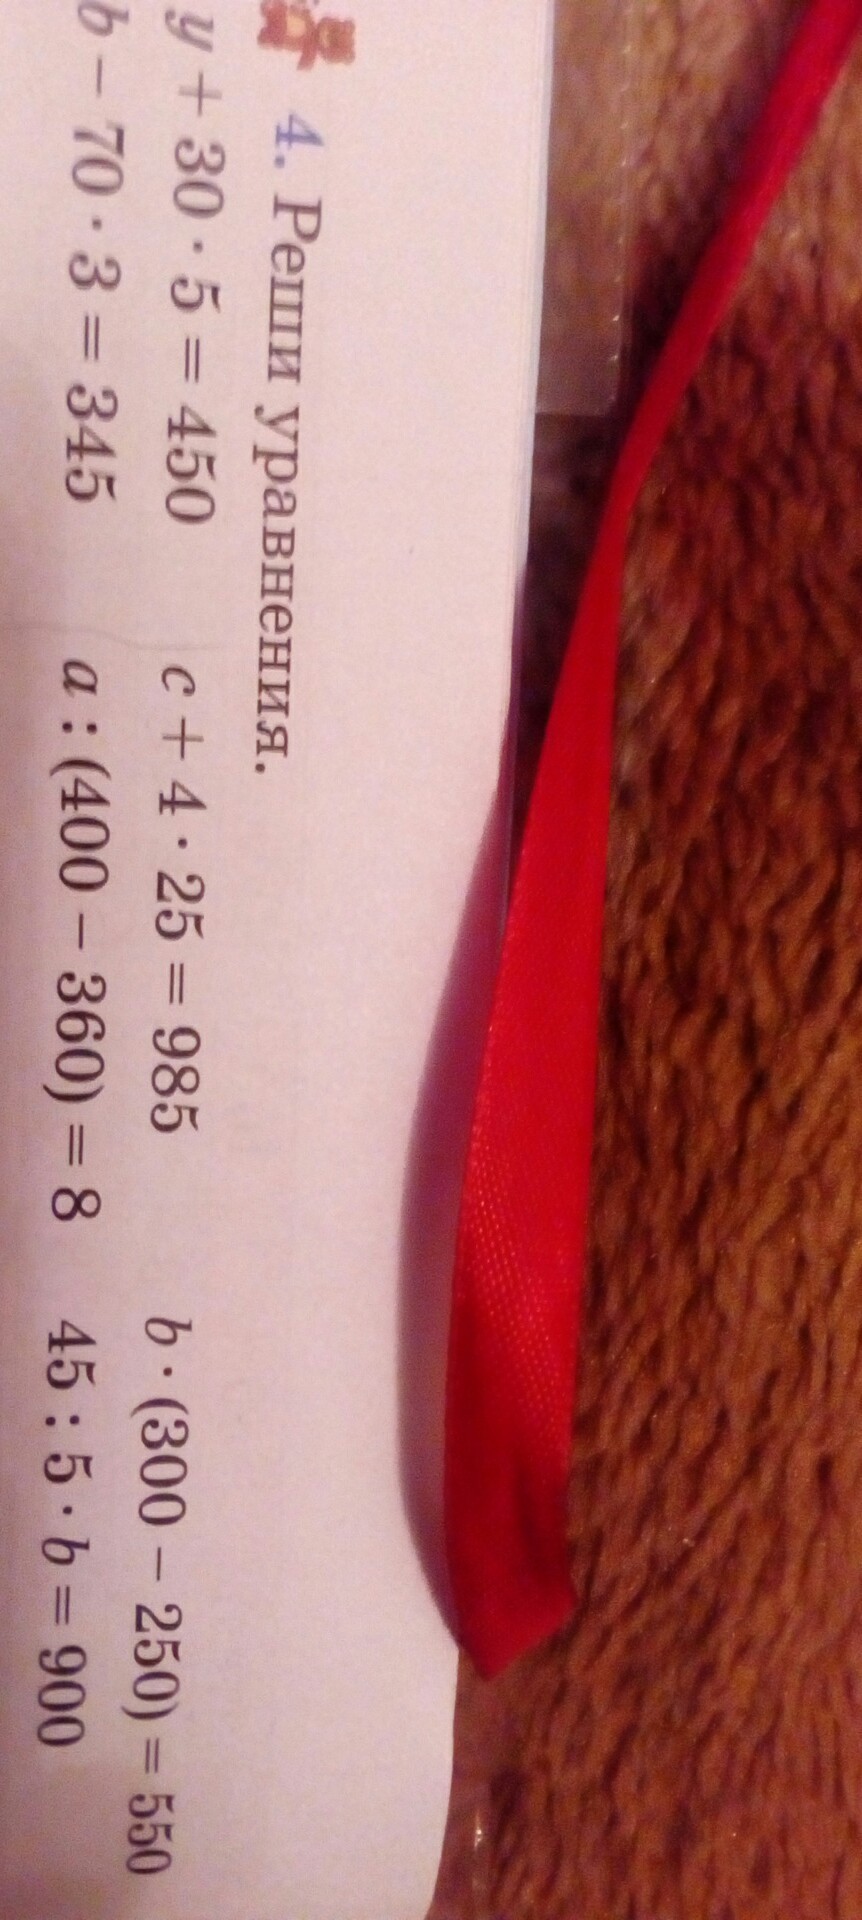 4. Реши уравнения.
y + 30 · 5 = 450 c + 4 · 25 = 985 b · (300 − 250) = 550
b − 70 · 3 = 345 a : (400 − 360) = 8 45 : 5 · b = 900